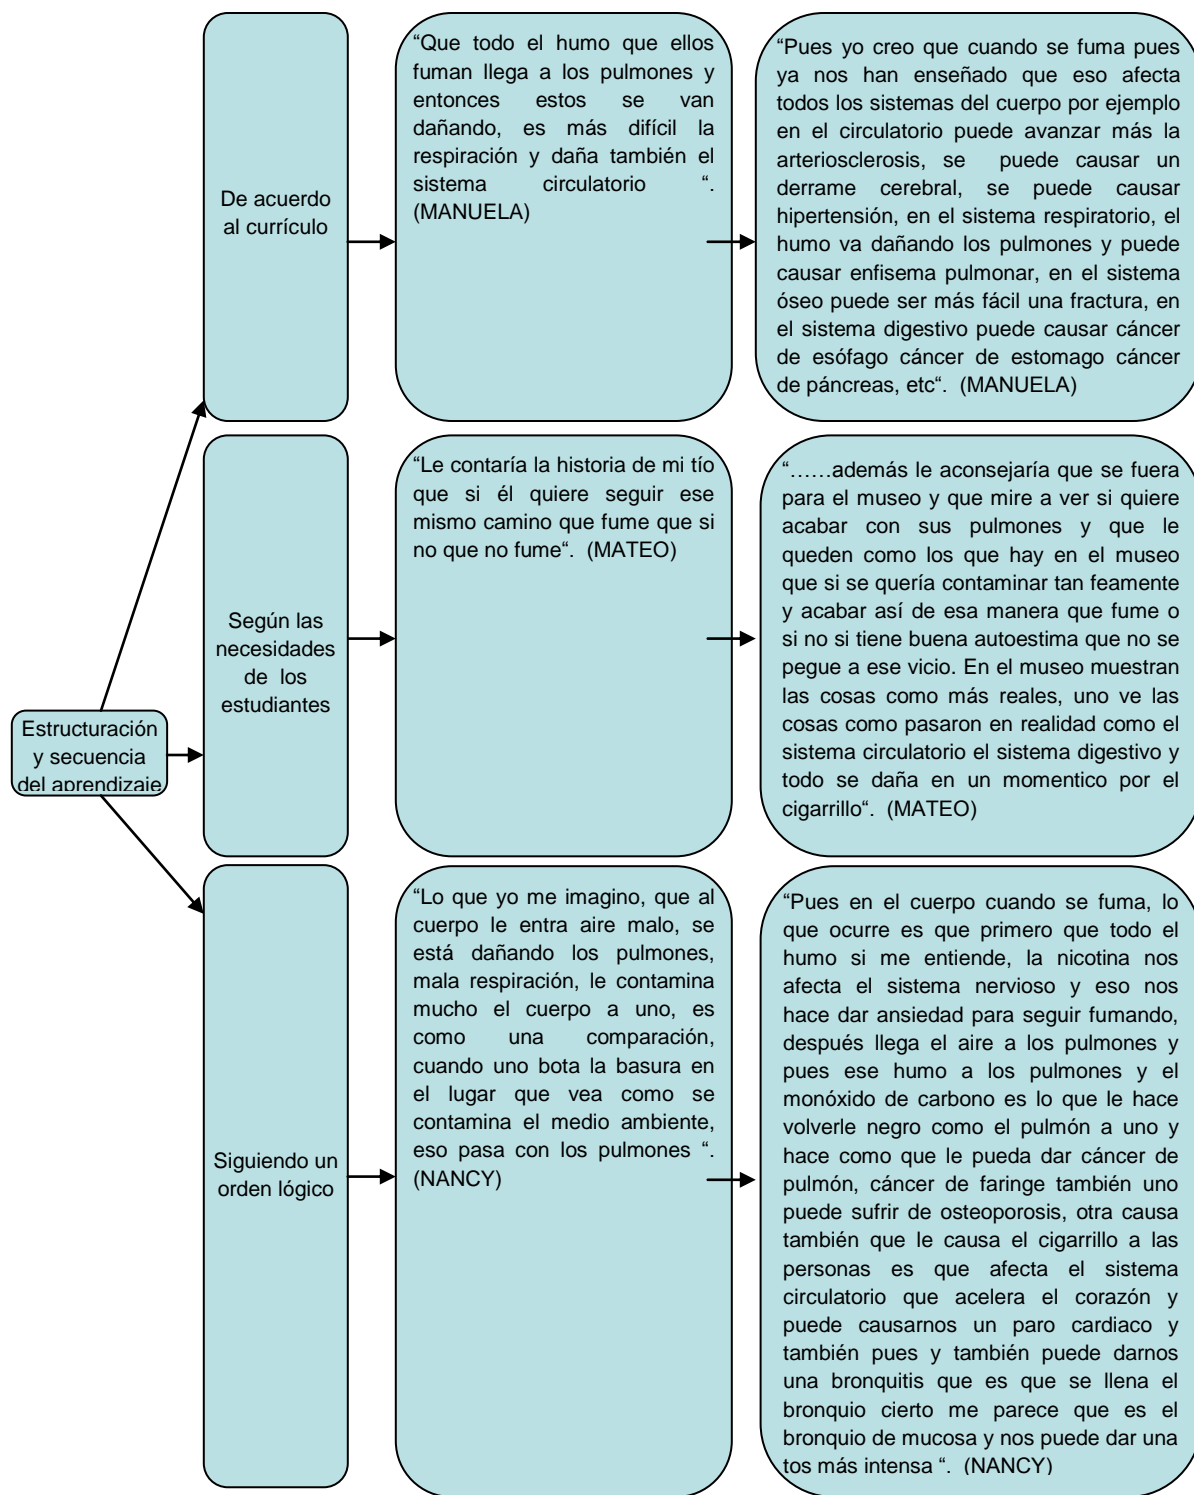 Estructuración
y secuencia
del aprendizaje
De acuerdo
al currículo
“Que todo el humo que ellos
fuman llega a los pulmones y
entonces estos se van
dañando, es más difícil la
respiración y daña también el
sistema circulatorio “.
(MANUELA)
“Pues yo creo que cuando se fuma pues
ya nos han enseñado que eso afecta
todos los sistemas del cuerpo por ejemplo
en el circulatorio puede avanzar más la
arteriosclerosis, se puede causar un
derrame cerebral, se puede causar
hipertensión, en el sistema respiratorio, el
humo va dañando los pulmones y puede
causar enfisema pulmonar, en el sistema
óseo puede ser más fácil una fractura, en
el sistema digestivo puede causar cáncer
de esófago cáncer de estomago cáncer
de páncreas, etc“. (MANUELA)
Según las
necesidades
de los
estudiantes
“Le contaría la historia de mi tío
que si él quiere seguir ese
mismo camino que fume que si
no que no fume“. (MATEO)
“……además le aconsejaría que se fuera
para el museo y que mire a ver si quiere
acabar con sus pulmones y que le
queden como los que hay en el museo
que si se quería contaminar tan feamente
y acabar así de esa manera que fume o
si no si tiene buena autoestima que no se
pegue a ese vicio. En el museo muestran
las cosas como más reales, uno ve las
cosas como pasaron en realidad como el
sistema circulatorio el sistema digestivo y
todo se daña en un momentico por el
cigarrillo“. (MATEO)
Siguiendo un
orden lógico
“Lo que yo me imagino, que al
cuerpo le entra aire malo, se
está dañando los pulmones,
mala respiración, le contamina
mucho el cuerpo a uno, es
como una comparación,
cuando uno bota la basura en
el lugar que vea como se
contamina el medio ambiente,
eso pasa con los pulmones “.
(NANCY)
“Pues en el cuerpo cuando se fuma, lo
que ocurre es que primero que todo el
humo si me entiende, la nicotina nos
afecta el sistema nervioso y eso nos
hace dar ansiedad para seguir fumando,
después llega el aire a los pulmones y
pues ese humo a los pulmones y el
monóxido de carbono es lo que le hace
volverle negro como el pulmón a uno y
hace como que le pueda dar cáncer de
pulmón, cáncer de faringe también uno
puede sufrir de osteoporosis, otra causa
también que le causa el cigarrillo a las
personas es que afecta el sistema
circulatorio que acelera el corazón y
puede causarnos un paro cardiaco y
también pues y también puede darnos
una bronquitis que es que se llena el
bronquio cierto me parece que es el
bronquio de mucosa y nos puede dar una
tos más intensa “. (NANCY)